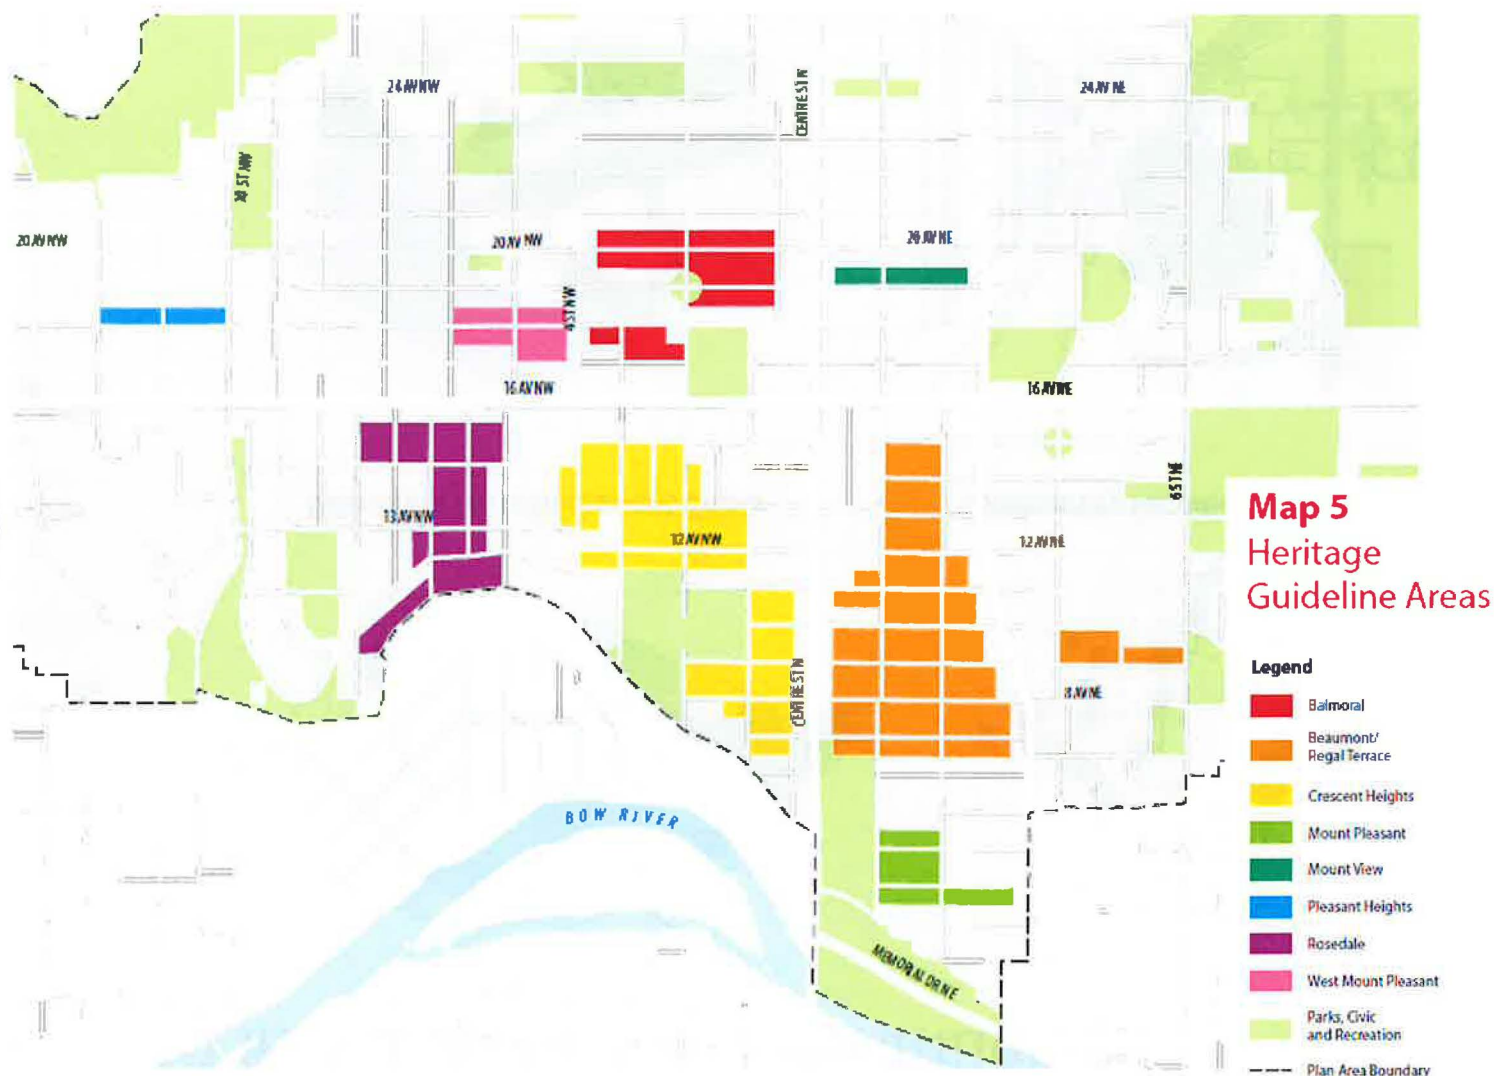 24 AV NW
CENTRE ST N
24 AV NE
10 ST NW
20 AV NW
20 AV NW
20 AV NE
4 ST NW
16 AV NW
16 AV NE
6 ST NE
13 AV NW
12 AV NW
12 AV NE
CENTRE ST N
8 AV NE
BOW RIVER
MEMORIAL DRIVE
Map 5
Heritage
Guideline Areas
Legend
Balmoral
Beaumont/
Regal Terrace
Crescent Heights
Mount Pleasant
Mount View
Pleasant Heights
Rosedale
West Mount Pleasant
Parks, Civic
and Recreation
Plan Area Boundary